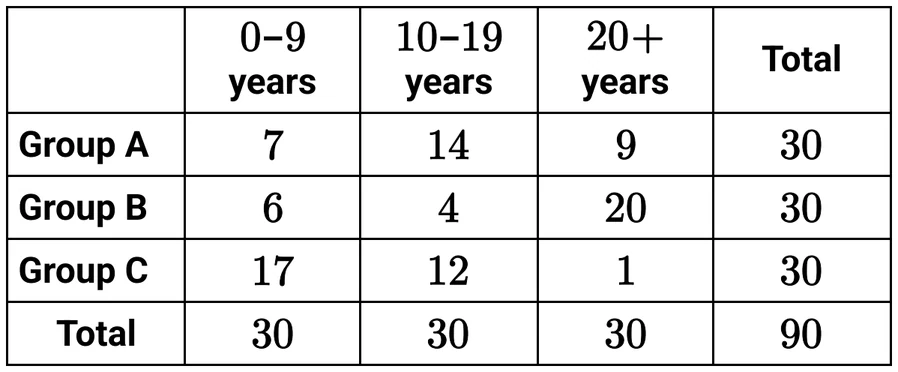 0–9 years 10–19 years 20+ years Total
Group A 7 14 9 30
Group B 6 4 20 30
Group C 17 12 1 30
Total 30 30 30 90